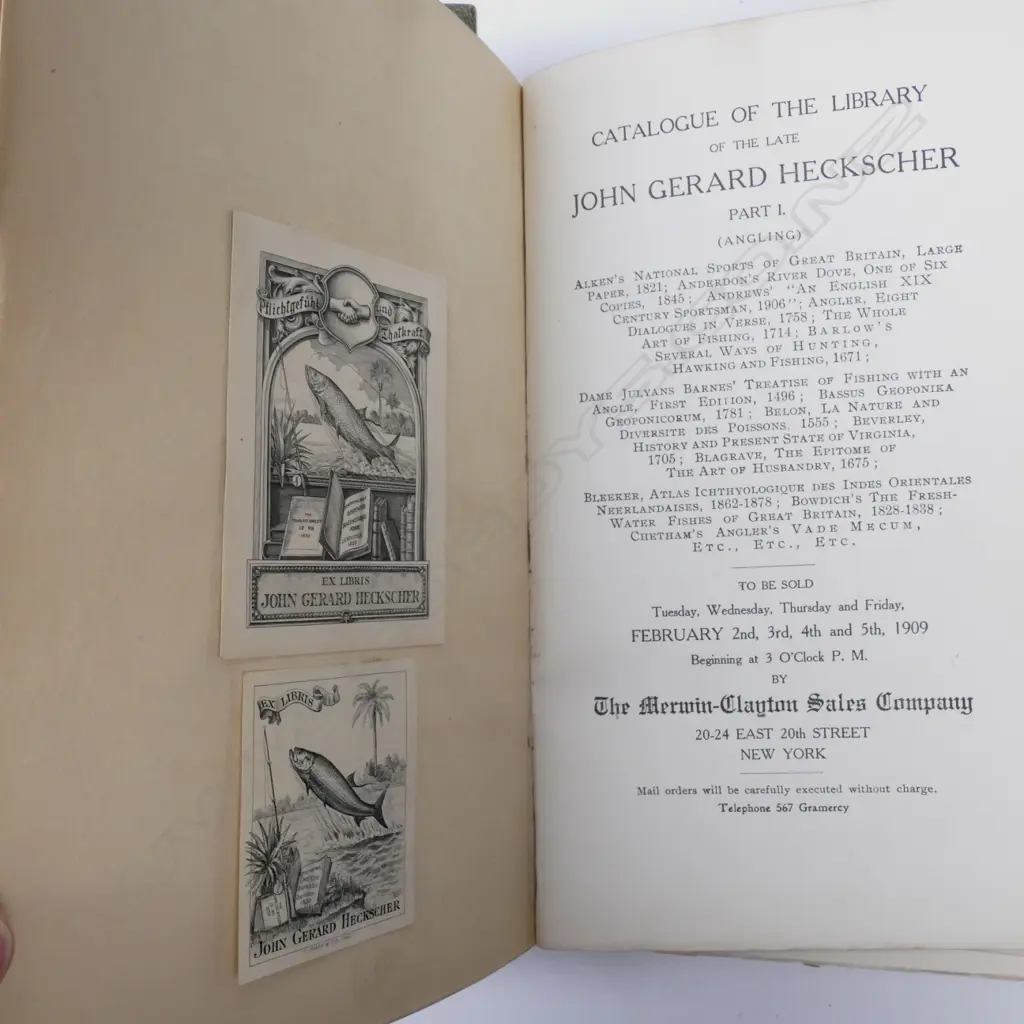 Pflichtgefühl
und
Thatkraft
EX LIBRIS
JOHN GERARD HECKSCHER
EX LIBRIS
JOHN GERARD HECKSCHER
CATALOGUE OF THE LIBRARY
OF THE LATE
JOHN GERARD HECKSCHER
PART I.
(ANGLING)
ALKEN'S NATIONAL SPORTS OF GREAT BRITAIN, LARGE
PAPER, 1821; ANDERDON'S RIVER DOVE, ONE OF SIX
COPIES, 1845; ANDREWS' "AN ENGLISH XIX
CENTURY SPORTSMAN, 1906"; ANGLER, EIGHT
DIALOGUES IN VERSE, 1758; THE WHOLE
ART OF FISHING, 1714; BARLOW'S
SEVERAL WAYS OF HUNTING,
HAWKING AND FISHING, 1671;
DAME JULYANS BARNES' TREATISE OF FISHING WITH AN
ANGLE, FIRST EDITION, 1496; BASSUS GEOPONIKA
GEOPONICORUM, 1781; BELON, LA NATURE AND
DIVERSITE DES POISSONS. 1555; BEVERLEY,
HISTORY AND PRESENT STATE OF VIRGINIA,
1705; BLAGRAVE, THE EPITOME OF
THE ART OF HUSBANDRY, 1675;
BLEEKER, ATLAS ICHTHYOLOGIQUE DES INDES ORIENTALES
NEERLANDAISES, 1862-1878; BOWDICH'S THE FRESH-
WATER FISHES OF GREAT BRITAIN, 1828-1838;
CHETHAM'S ANGLER'S VADE MECUM,
ETC., ETC., ETC.
TO BE SOLD
Tuesday, Wednesday, Thursday and Friday,
FEBRUARY 2nd, 3rd, 4th and 5th, 1909
Beginning at 3 O'Clock P. M.
BY
The Merwin-Clayton Sales Company
20-24 EAST 20th STREET
NEW YORK
Mail orders will be carefully executed without charge.
Telephone 567 Gramercy